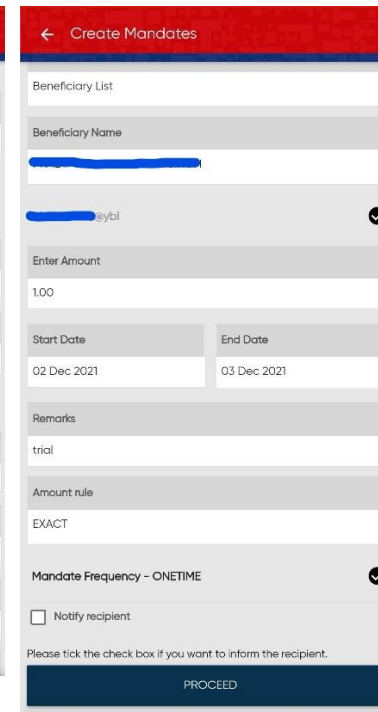 Create Mandates
Beneficiary List
Beneficiary Name
@ybl
Enter Amount
1.00
Start Date End Date
02 Dec 2021 03 Dec 2021
Remarks
trial
Amount rule
EXACT
Mandate Frequency - ONETIME
Notify recipient
Please tick the check box if you want to inform the recipient.
PROCEED